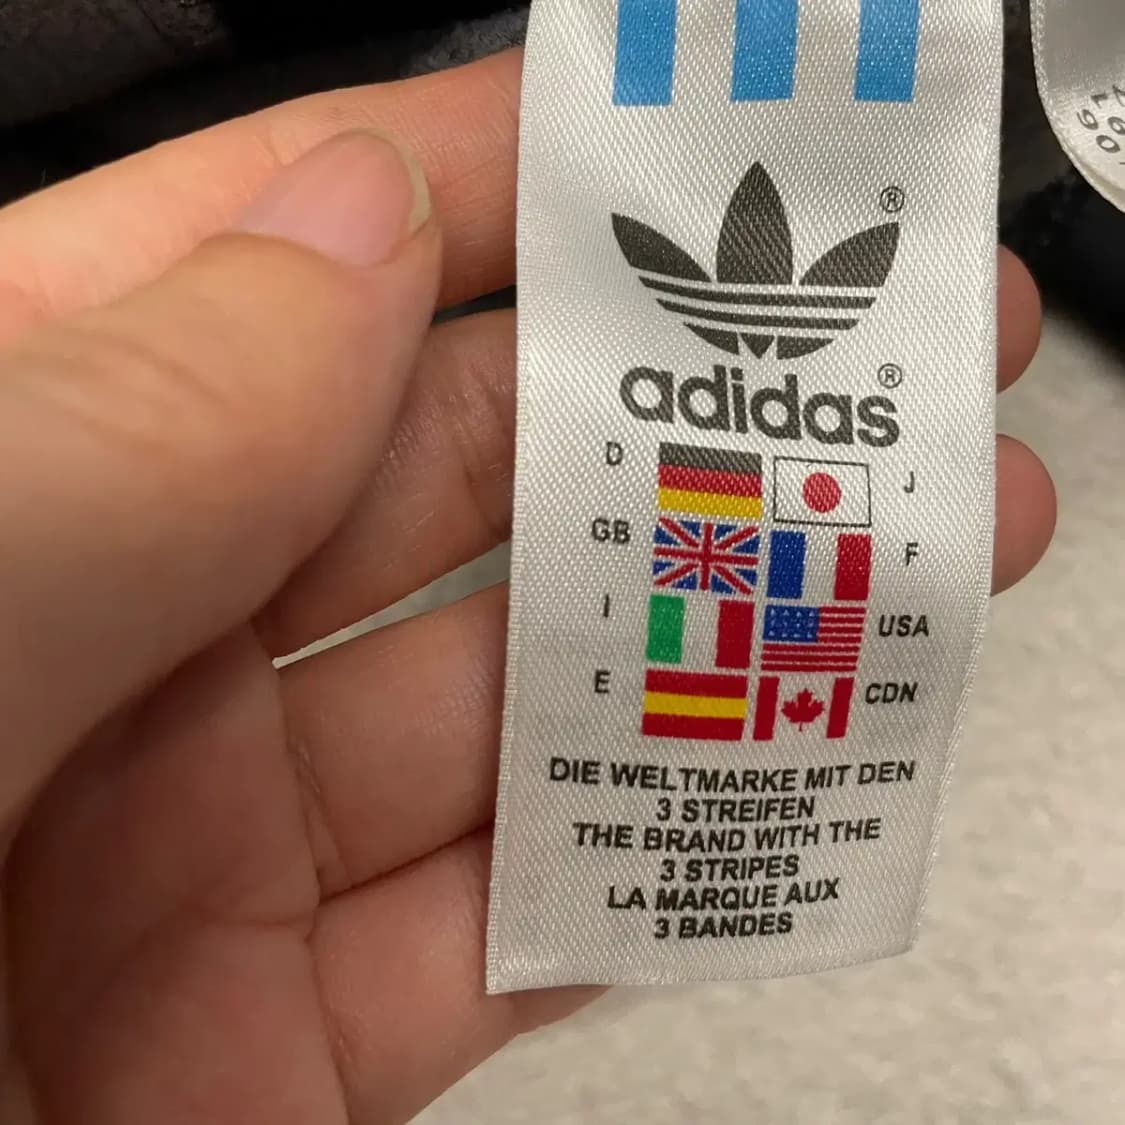 ®
adidas®
D J
GB F
I USA
E CDN
DIE WELTMARKE MIT DEN
3 STREIFEN
THE BRAND WITH THE
3 STRIPES
LA MARQUE AUX
3 BANDES